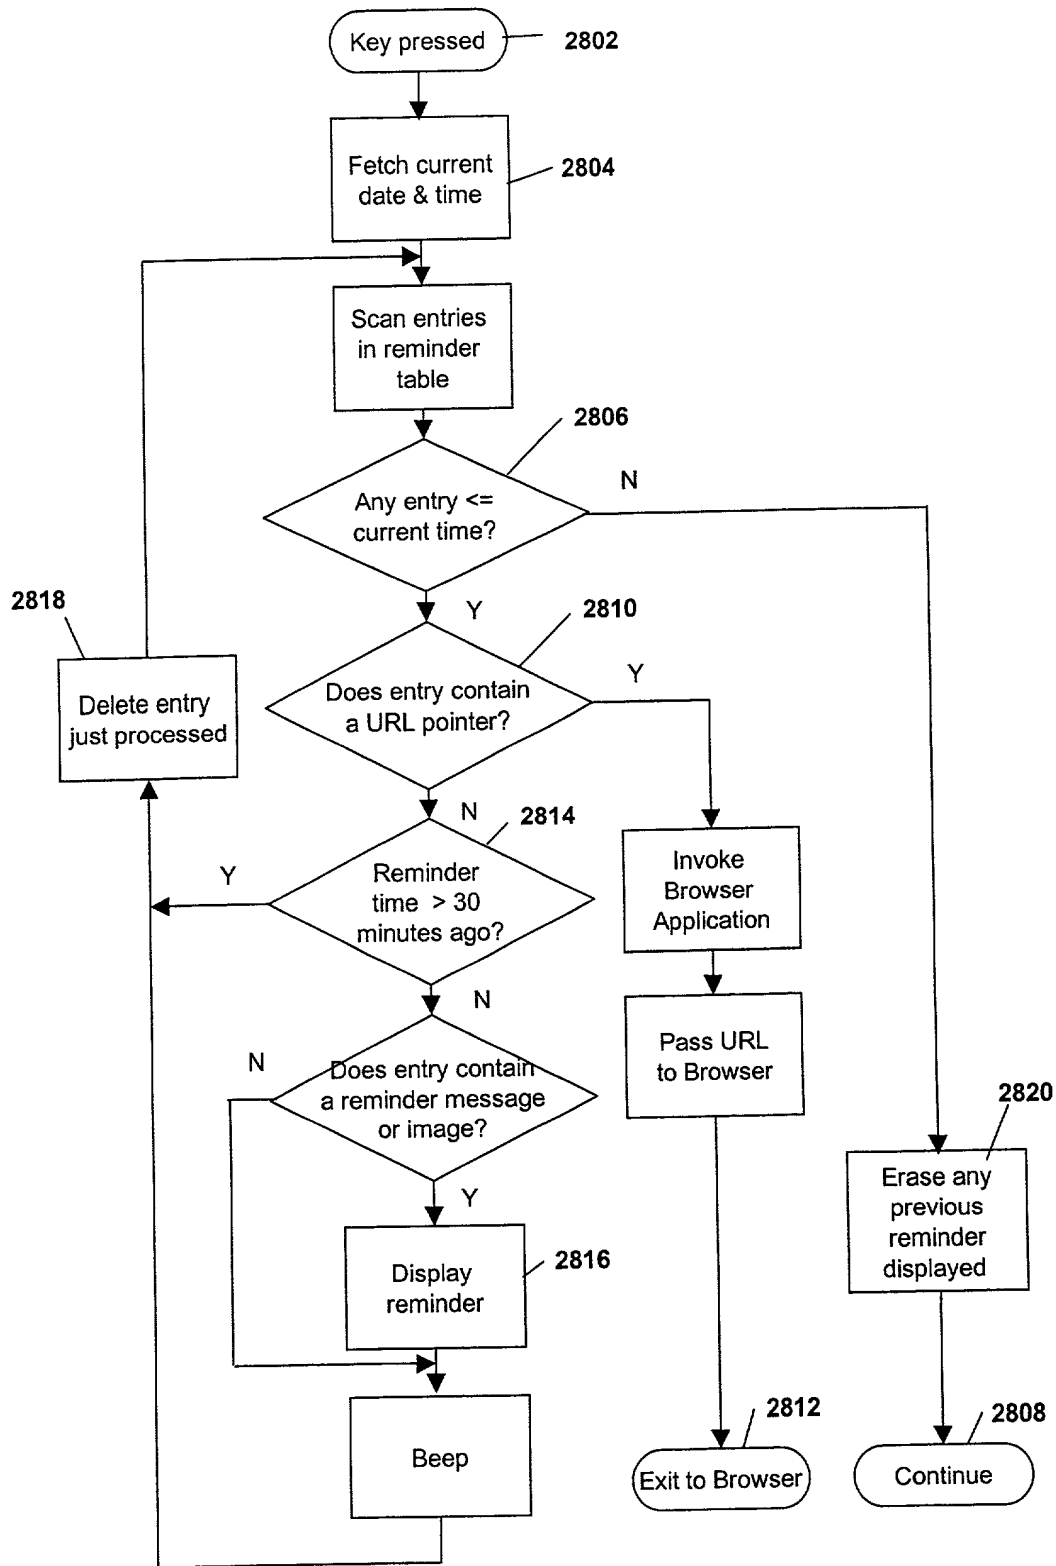 Key pressed
2802
Fetch current
date & time
2804
Scan entries
in reminder
table
2806
Any entry <=
current time?
N
Y
2810
2818
Does entry contain
a URL pointer?
Y
Delete entry
just processed
N
2814
Reminder
time > 30
minutes ago?
Y
Invoke
Browser
Application
N
Does entry contain
a reminder message
or image?
N
Pass URL
to Browser
2820
Y
Erase any
previous
reminder
displayed
Display
reminder
2816
Beep
2812
Exit to Browser
2808
Continue